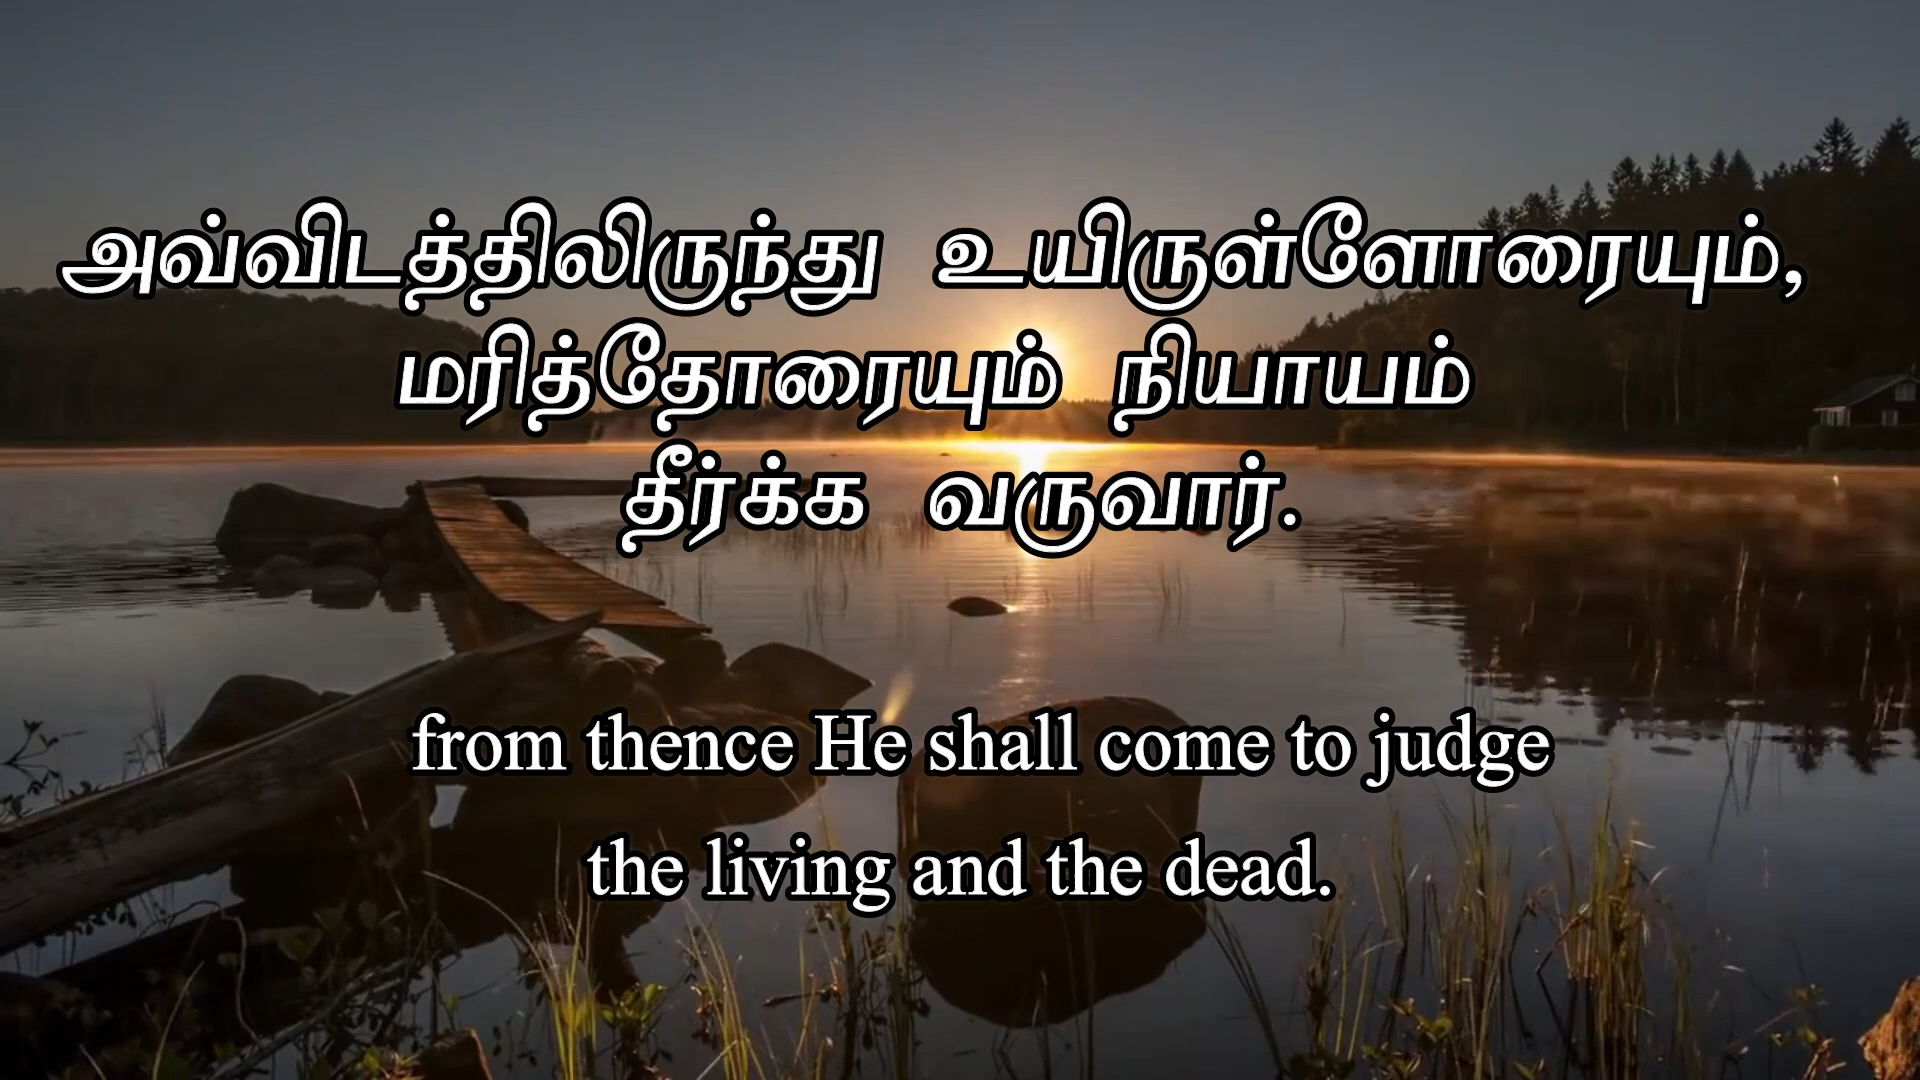 அவ்விடத்திலிருந்து உயிருள்ளோரையும்,
மரித்தோரையும் நியாயம்
தீர்க்க வருவார்.
from thence He shall come to judge
the living and the dead.